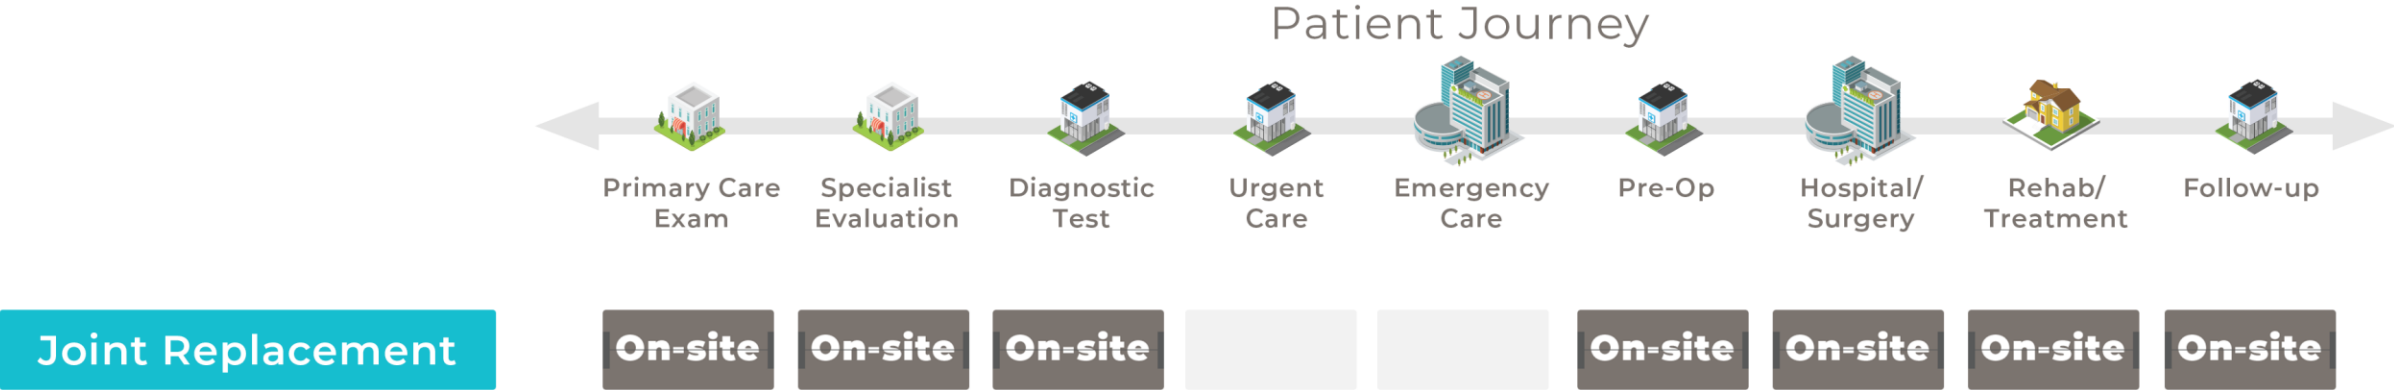 Patient Journey
Primary Care
Exam
Specialist
Evaluation
Diagnostic
Test
Urgent
Care
Emergency
Care
Pre-Op
Hospital/
Surgery
Rehab/
Treatment
Follow-up
Joint Replacement
On-site
On-site
On-site
On-site
On-site
On-site
On-site